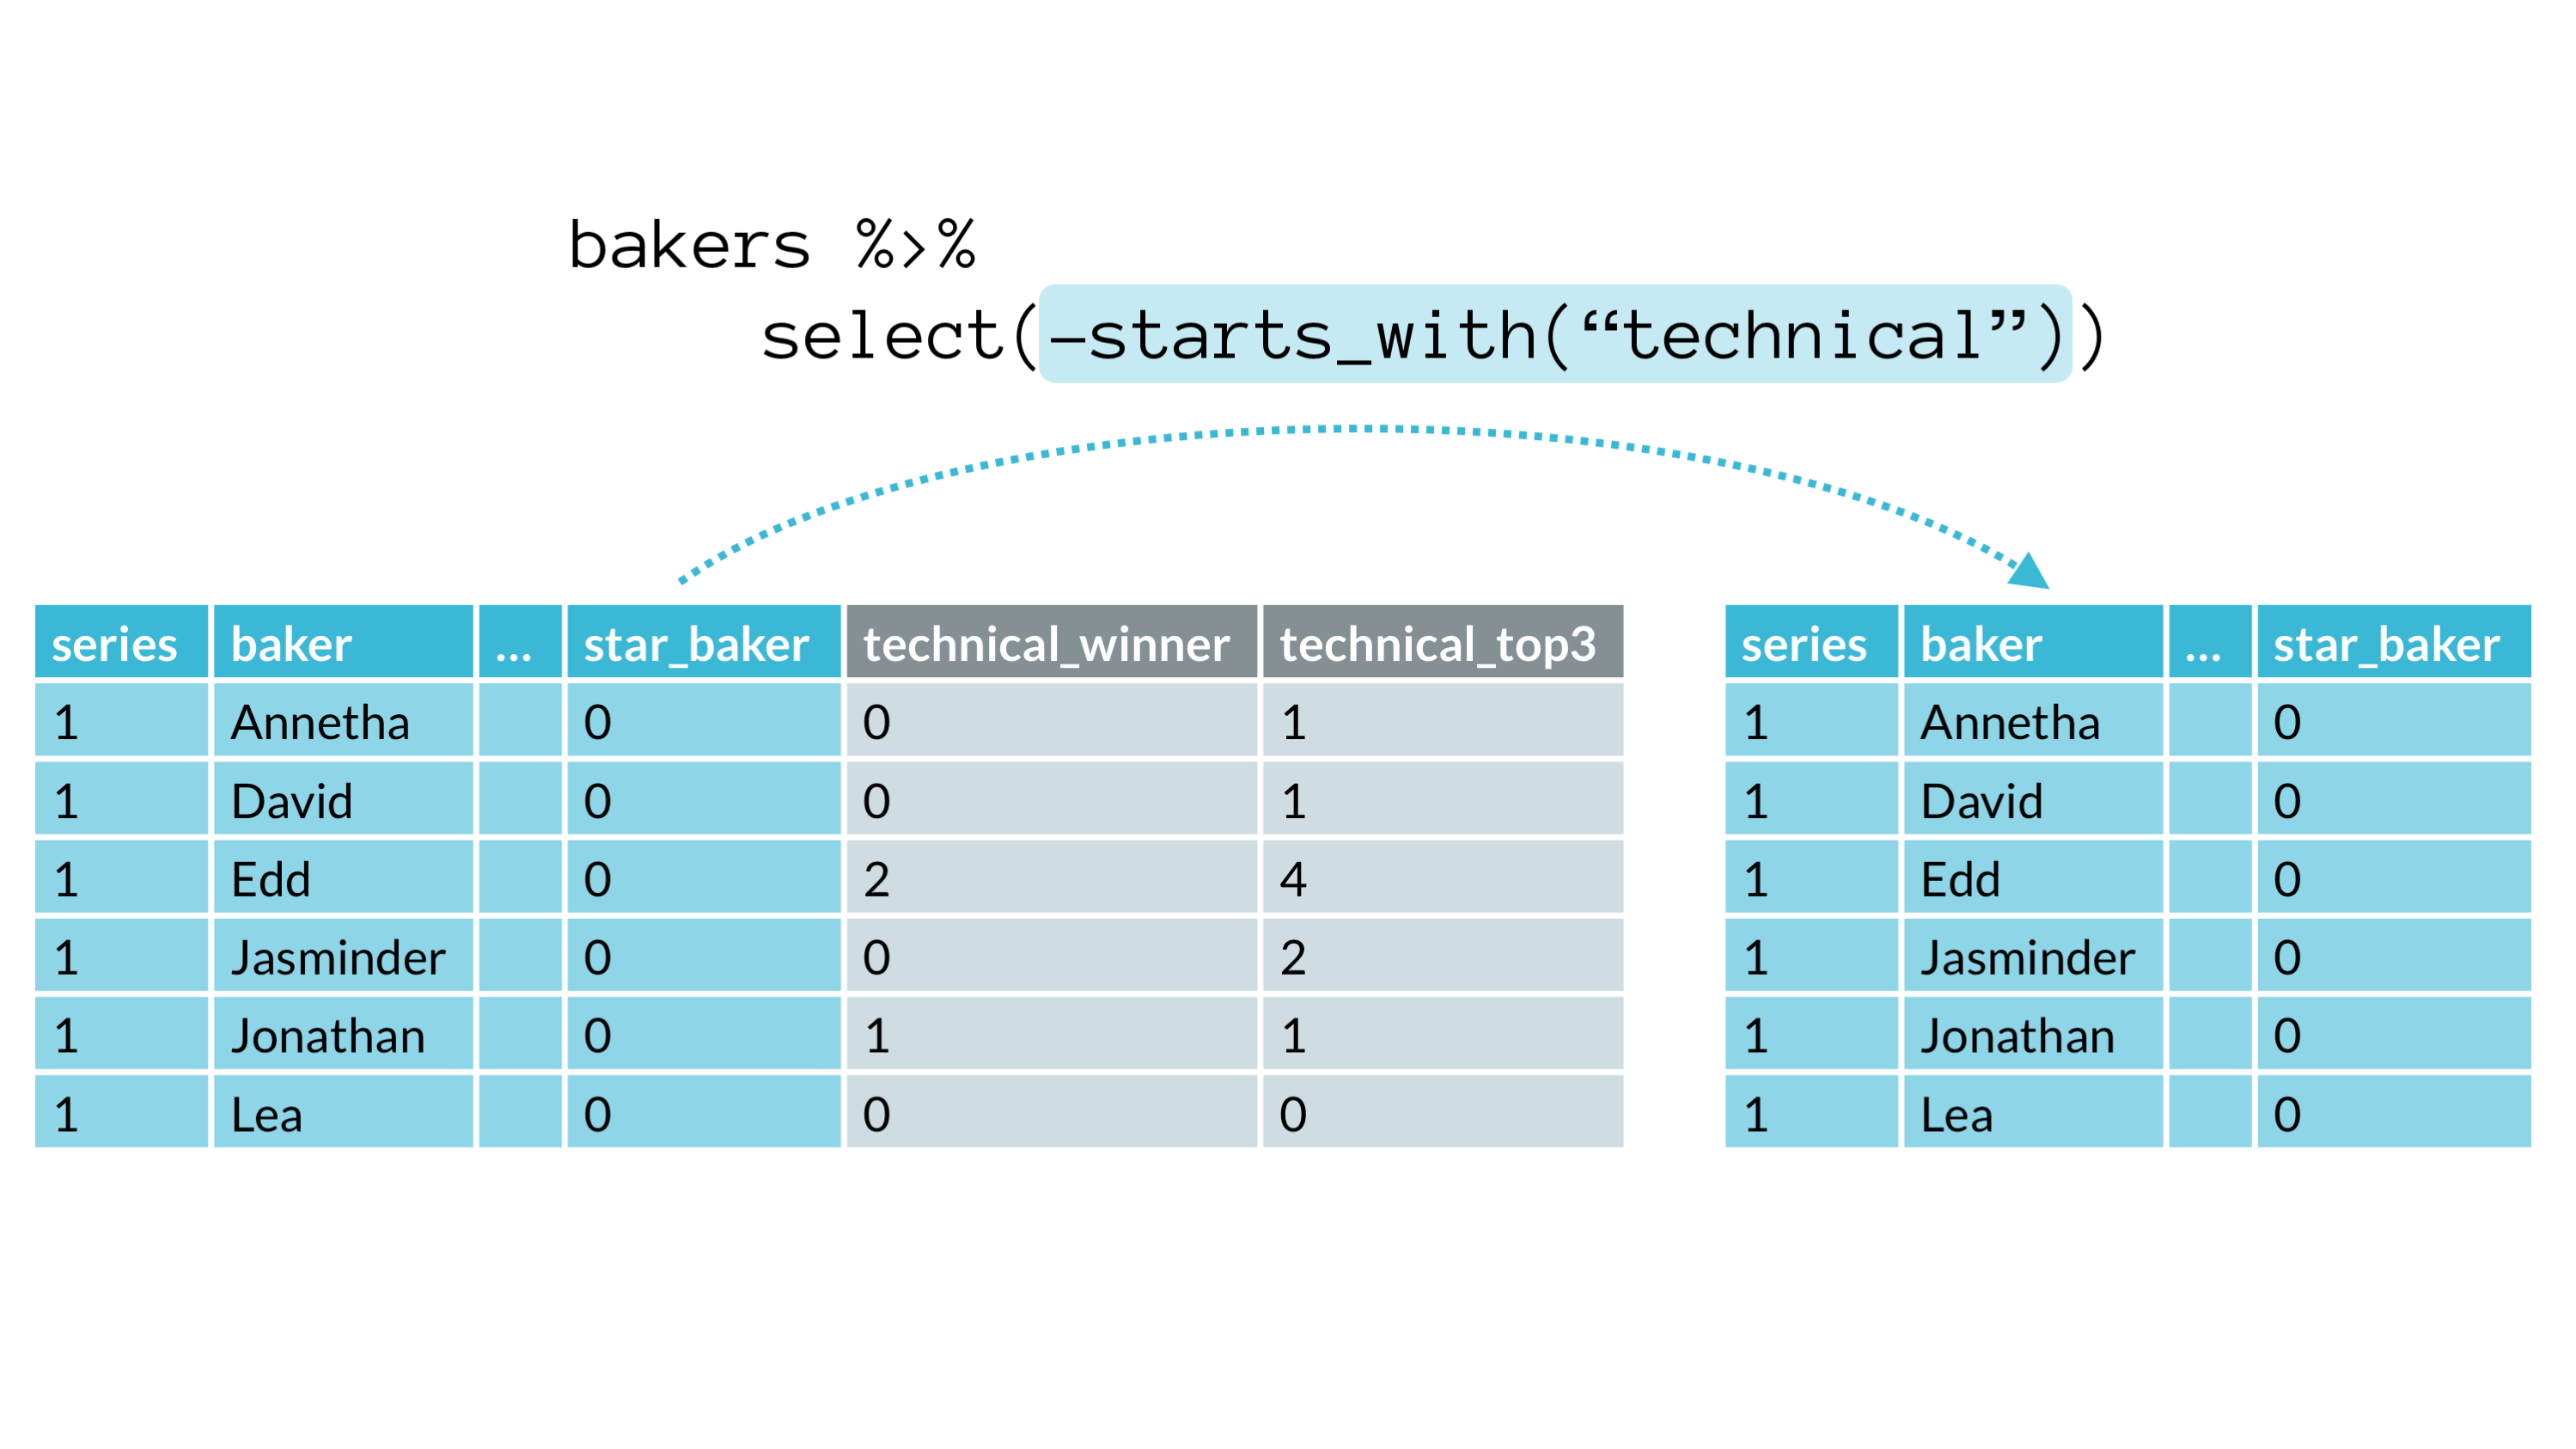 bakers %>%
select(–starts_with(“technical”))
series baker ... star_baker technical_winner technical_top3
1 Annetha 0 0 1
1 David 0 0 1
1 Edd 0 2 4
1 Jasminder 0 0 2
1 Jonathan 0 1 1
1 Lea 0 0 0
series baker ... star_baker
1 Annetha 0
1 David 0
1 Edd 0
1 Jasminder 0
1 Jonathan 0
1 Lea 0